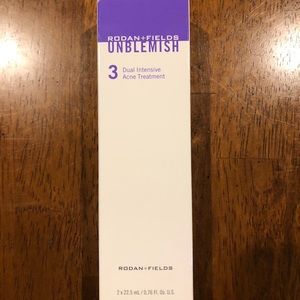 RODAN+FIELDS
UNBLEMISH
3 Dual Intensive
Acne Treatment
RODAN+FIELDS
2 x 22.5 mL / 0.76 Fl. Oz. U.S.